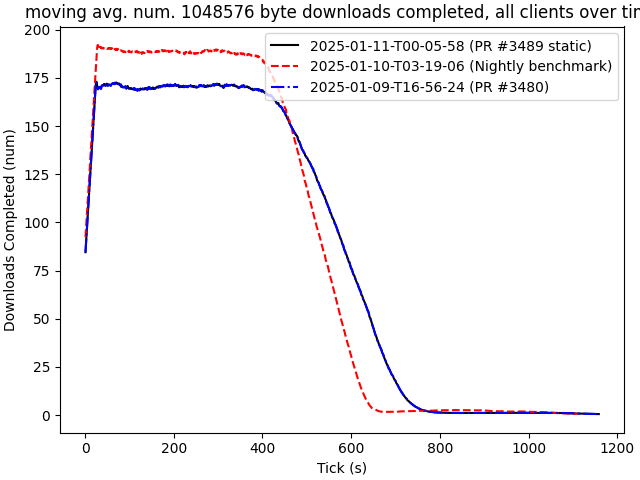 moving avg. num. 1048576 byte downloads completed, all clients over
200
175
150
125
100
75
50
25
0
Downloads Completed (num)
2025-01-11-T00-05-58 (PR #3489 static)
2025-01-10-T03-19-06 (Nightly benchmark)
2025-01-09-T16-56-24 (PR #3480)
0 200 400 600 800 1000 1200
Tick (s)